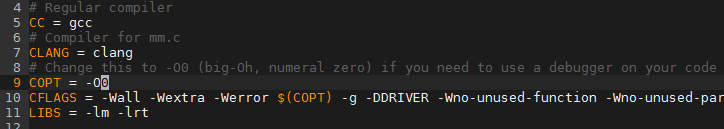 4 # Regular compiler
5 CC = gcc
6 # Compiler for mm.c
7 CLANG = clang
8 # Change this to -O0 (big-Oh, numeral zero) if you need to use a debugger on your code
9 COPT = -O0
10 CFLAGS = -Wall -Wextra -Werror $(COPT) -g -DDRIVER -Wno-unused-function -Wno-unused-par
11 LIBS = -lm -lrt
12